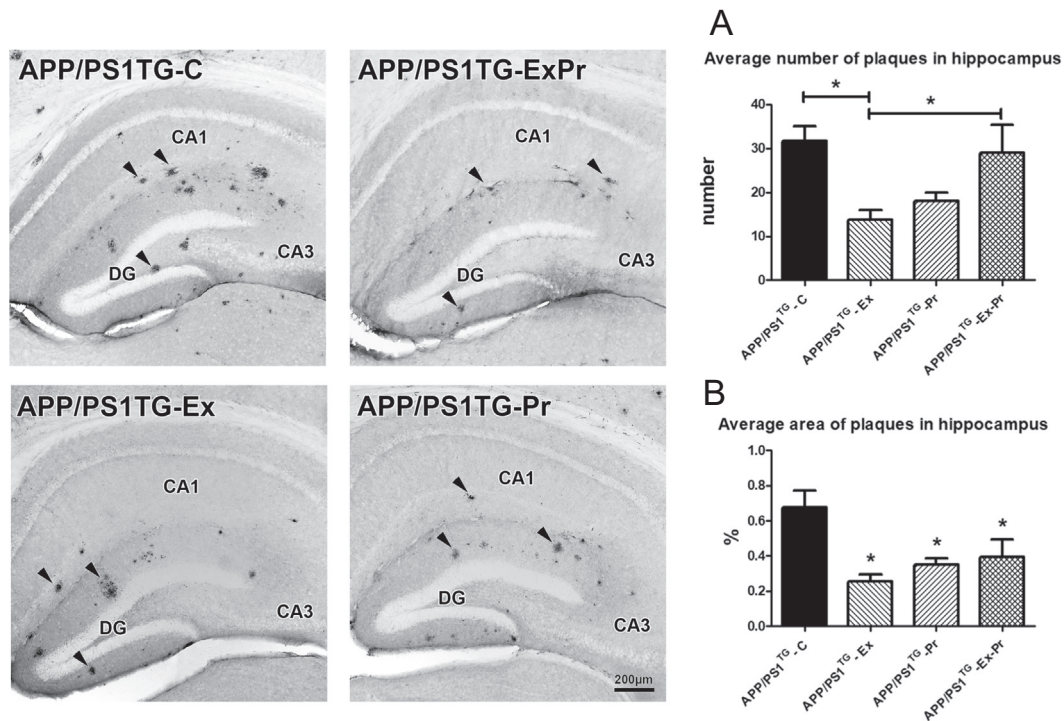 APP/PS1TG-C
CA1
CA3
DG
APP/PS1TG-ExPr
CA1
CA3
DG
APP/PS1TG-Ex
CA1
CA3
DG
APP/PS1TG-Pr
CA1
CA3
DG
200μm
A
Average number of plaques in hippocampus
number
40
30
20
10
0
*
*
APP/PS1TG-C
APP/PS1TG-Ex
APP/PS1TG-Pr
APP/PS1TG-Ex-Pr
B
Average area of plaques in hippocampus
%
1.0
0.8
0.6
0.4
0.2
0.0
*
*
*
APP/PS1TG-C
APP/PS1TG-Ex
APP/PS1TG-Pr
APP/PS1TG-Ex-Pr